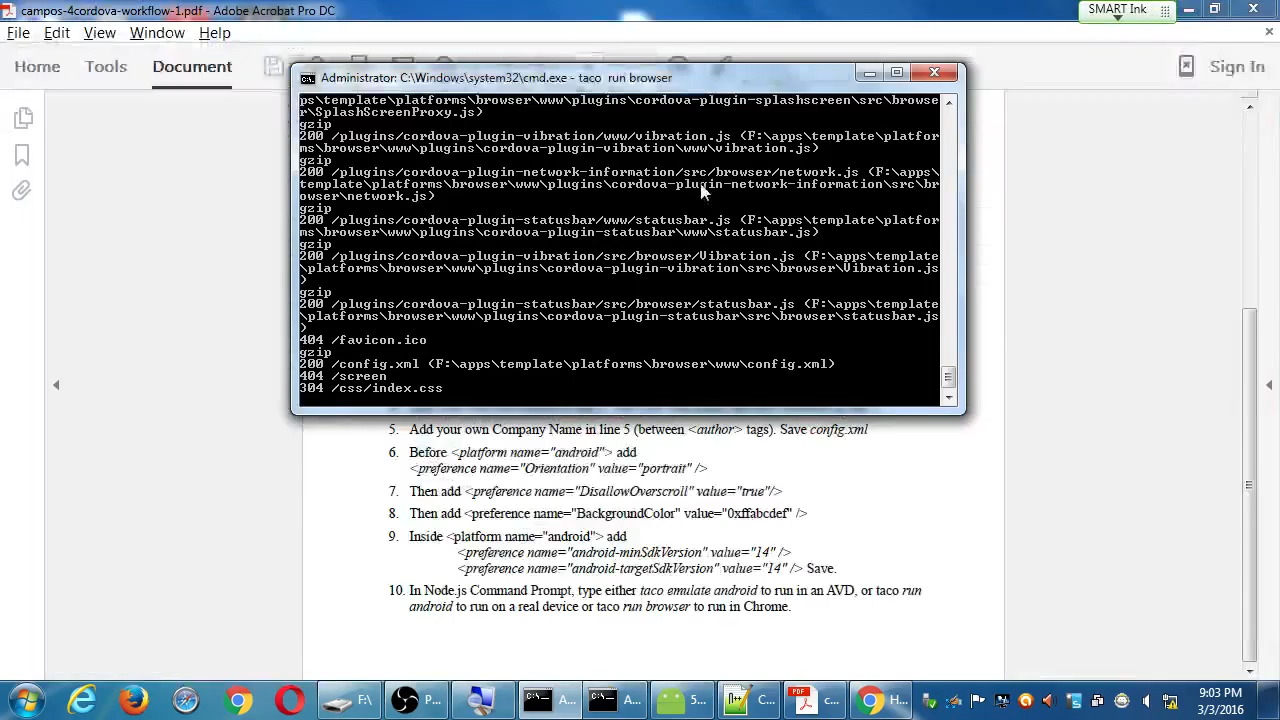 campos-4cordova-workflow-1.pdf - Adobe Acrobat Pro DC
SMART Ink
File Edit View Window Help
Home Tools Document Sign In
Administrator: C:\Windows\system32\cmd.exe - taco run browser
ps\template\platforms\browser\www\plugins\cordova-plugin-splashscreen\src\browse
r\SplashScreenProxy.js)
gzip
200 /plugins/cordova-plugin-vibration/www/vibration.js (F:\apps\template\platfor
ms\browser\www\plugins\cordova-plugin-vibration\www\vibration.js)
gzip
200 /plugins/cordova-plugin-network-information/src/browser/network.js (F:\apps\
template\platforms\browser\www\plugins\cordova-plugin-network-information\src\br
owser\network.js)
gzip
200 /plugins/cordova-plugin-statusbar/www/statusbar.js (F:\apps\template\platfor
ms\browser\www\plugins\cordova-plugin-statusbar\www\statusbar.js)
gzip
200 /plugins/cordova-plugin-vibration/src/browser/Vibration.js (F:\apps\template
\platforms\browser\www\plugins\cordova-plugin-vibration\src\browser\Vibration.js
)
gzip
200 /plugins/cordova-plugin-statusbar/src/browser/statusbar.js (F:\apps\template
\platforms\browser\www\plugins\cordova-plugin-statusbar\src\browser\statusbar.js
)
404 /favicon.ico
gzip
200 /config.xml (F:\apps\template\platforms\browser\www\config.xml)
404 /screen
304 /css/index.css
5. Add your own Company Name in line 5 (between <author> tags). Save config.xml
6. Before <platform name="android"> add
<preference name="Orientation" value="portrait" />
7. Then add <preference name="DisallowOverscroll" value="true"/>
8. Then add <preference name="BackgroundColor" value="0xffabcdef" />
9. Inside <platform name="android"> add
<preference name="android-minSdkVersion" value="14" />
<preference name="android-targetSdkVersion" value="14" /> Save.
10. In Node.js Command Prompt, type either taco emulate android to run in an AVD, or taco run
android to run on a real device or taco run browser to run in Chrome.
F:\ P... A... A... 5... C... c... H...
9:03 PM
3/3/2016